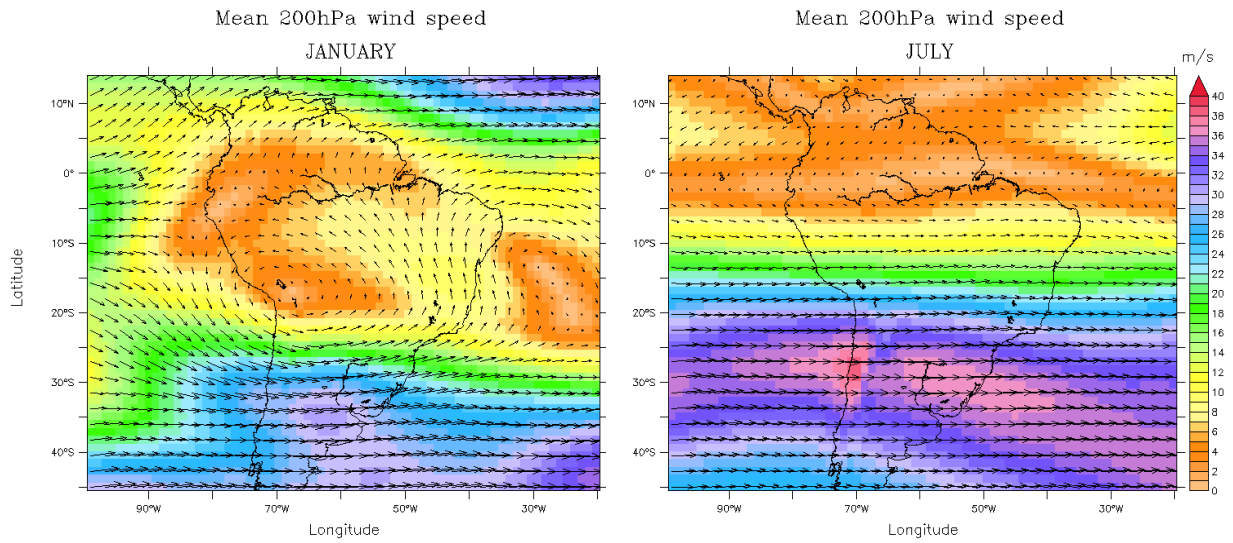 Mean 200hPa wind speed
JANUARY
Latitude
10°N
0°
10°S
20°S
30°S
40°S
90°W
70°W
50°W
30°W
Longitude
Mean 200hPa wind speed
JULY
10°N
0°
10°S
20°S
30°S
40°S
90°W
70°W
50°W
30°W
Longitude
m/s
40
38
36
34
32
30
28
26
24
22
20
18
16
14
12
10
8
6
4
2
0